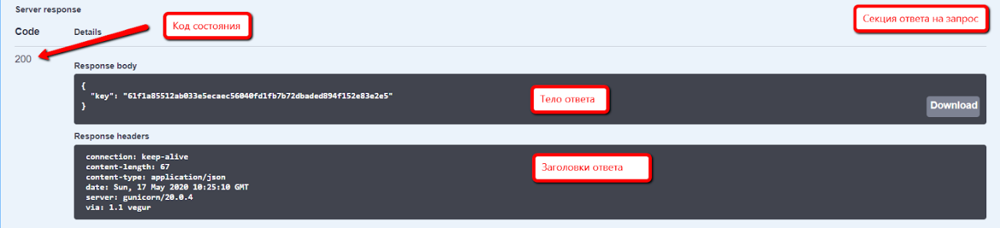 Server response
Код состояния
Секция ответа на запрос
Code
Details
200
Response body
{
"key": "61f1a85512ab033e5ecaec56040fd1fb7b72dbaded894f152e83e2e5"
}
Тело ответа
Download
Response headers
connection: keep-alive
content-length: 67
content-type: application/json
date: Sun, 17 May 2020 10:25:10 GMT
server: gunicorn/20.0.4
via: 1.1 vegur
Заголовки ответа